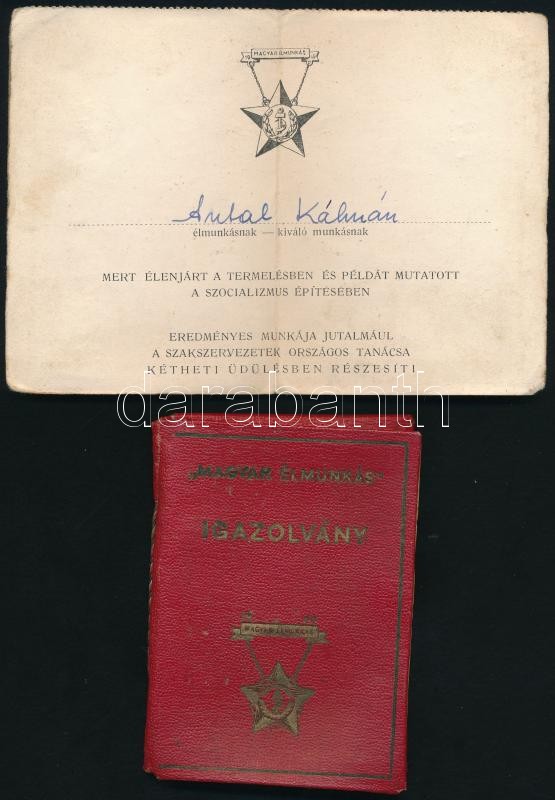 MAGYAR ÉLMUNKÁS
Antal Kálmán
élmunkásnak — kiváló munkásnak
MERT ÉLENJÁRT A TERMELÉSBEN ÉS PÉLDÁT MUTATOTT
A SZOCIALIZMUS ÉPÍTÉSÉBEN
EREDMÉNYES MUNKÁJA JUTALMÁUL
A SZAKSZERVEZETEK ORSZÁGOS TANÁCSA
KÉTHETI ÜDÜLÉSBEN RÉSZESÍTI
darabanth
„MAGYAR ÉLMUNKÁS”
IGAZOLVÁNY
MAGYAR ÉLMUNKÁS